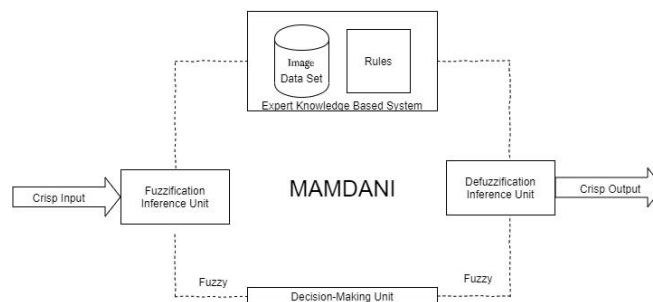 Image
Data Set
Rules
Expert Knowledge Based System
Crisp Input
Fuzzification
Inference Unit
MAMDANI
Defuzzification
Inference Unit
Crisp Output
Fuzzy
Decision-Making Unit
Fuzzy